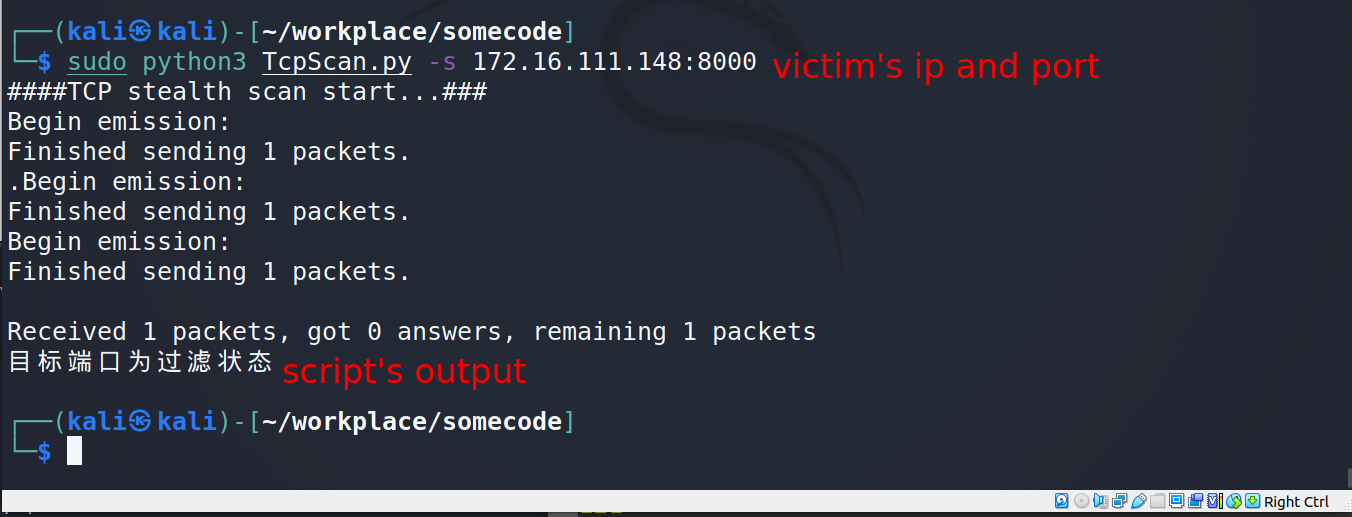 ┌──(kali㉿kali)-[~/workplace/somecode]
└─$ sudo python3 TcpScan.py -s 172.16.111.148:8000 victim's ip and port
####TCP stealth scan start...###
Begin emission:
Finished sending 1 packets.
.Begin emission:
Finished sending 1 packets.
Begin emission:
Finished sending 1 packets.
Received 1 packets, got 0 answers, remaining 1 packets
目标端口为过滤状态 script's output
┌──(kali㉿kali)-[~/workplace/somecode]
└─$
Right Ctrl